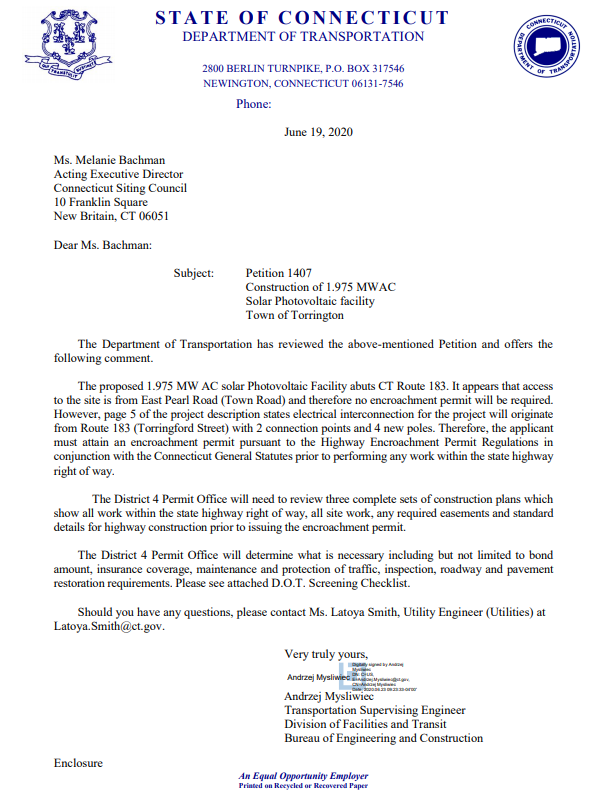 STATE OF CONNECTICUT
DEPARTMENT OF TRANSPORTATION
2800 BERLIN TURNPIKE, P.O. BOX 317546
NEWINGTON, CONNECTICUT 06131-7546
Phone:
CONNECTICUT
DEPARTMENT OF TRANSPORTATION
June 19, 2020
Ms. Melanie Bachman
Acting Executive Director
Connecticut Siting Council
10 Franklin Square
New Britain, CT 06051
Dear Ms. Bachman:
Subject: Petition 1407
Construction of 1.975 MWAC
Solar Photovoltaic facility
Town of Torrington
The Department of Transportation has reviewed the above-mentioned Petition and offers the
following comment.
The proposed 1.975 MW AC solar Photovoltaic Facility abuts CT Route 183. It appears that access
to the site is from East Pearl Road (Town Road) and therefore no encroachment permit will be required.
However, page 5 of the project description states electrical interconnection for the project will originate
from Route 183 (Torringford Street) with 2 connection points and 4 new poles. Therefore, the applicant
must attain an encroachment permit pursuant to the Highway Encroachment Permit Regulations in
conjunction with the Connecticut General Statutes prior to performing any work within the state highway
right of way.
The District 4 Permit Office will need to review three complete sets of construction plans which
show all work within the state highway right of way, all site work, any required easements and standard
details for highway construction prior to issuing the encroachment permit.
The District 4 Permit Office will determine what is necessary including but not limited to bond
amount, insurance coverage, maintenance and protection of traffic, inspection, roadway and pavement
restoration requirements. Please see attached D.O.T. Screening Checklist.
Should you have any questions, please contact Ms. Latoya Smith, Utility Engineer (Utilities) at
Latoya.Smith@ct.gov.
Very truly yours,
Andrzej Mysliwiec
Digitally signed by Andrzej
Mysliwiec
DN: C=US,
E=Andrzej.Mysliwiec@ct.gov,
CN=Andrzej Mysliwiec
Andrzej Mysliwiec
Transportation Supervising Engineer
Division of Facilities and Transit
Bureau of Engineering and Construction
Enclosure
An Equal Opportunity Employer
Printed on Recycled or Recovered Paper